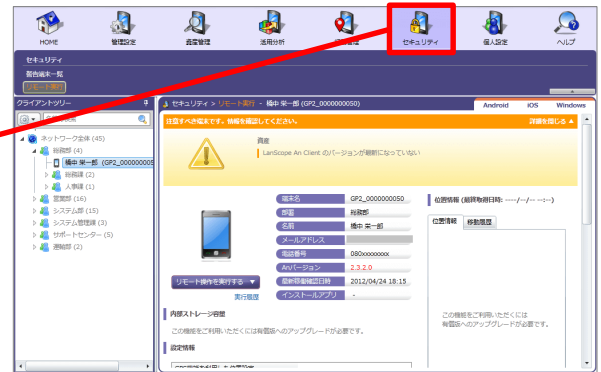 HOME
管理設定
資産管理
活用分析
セキュリティ
個人設定
ヘルプ
セキュリティ
警告端末一覧
リモート実行
クライアントツリー
セキュリティ > リモート実行 - 橋中 栄一郎 (GP2_0000000050)
Android
iOS
Windows
注意すべき端末です。情報を確認してください。
詳細を閉じる ▲
ネットワーク全体 (45)
総務部 (4)
橋中 栄一郎 (GP2_000000005
総務課 (2)
人事課 (1)
営業部 (16)
システム部 (15)
システム管理課 (3)
サポートセンター (5)
運輸部 (2)
資産
LanScope An Client のバージョンが最新になっていない
端末名 GP2_0000000050
部署 総務部
名前 橋中 栄一郎
メールアドレス
電話番号 080xxxxxxxx
Anバージョン 2.3.2.0
最新稼働確認日時 2012/04/24 18:15
インストールアプリ -
リモート操作を実行する ▼
実行履歴
位置情報 (最終取得日時: ----/--/-- --:--)
位置情報
移動履歴
この機能をご利用いただくには
有償版へのアップグレードが必要です。
内部ストレージ容量
この機能をご利用いただくには有償版へのアップグレードが必要です。
設定情報